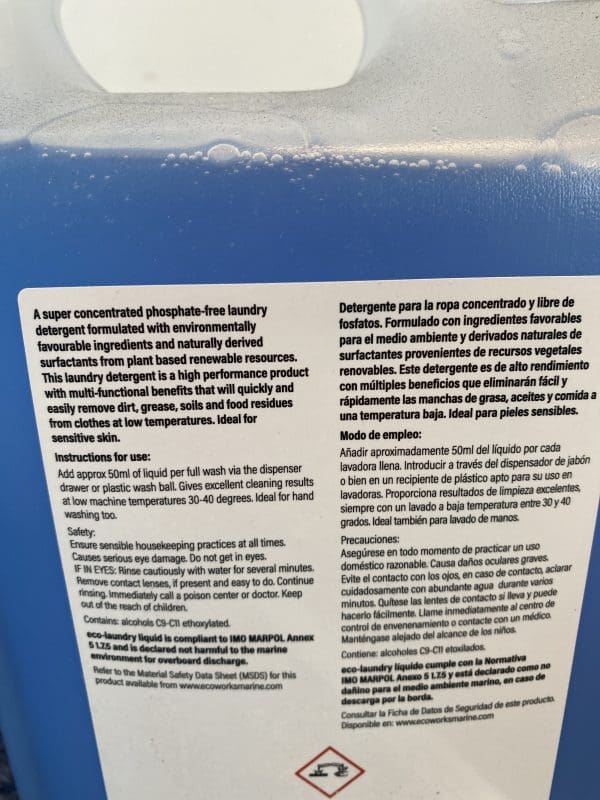 A super concentrated phosphate-free laundry
detergent formulated with environmentally
favourable ingredients and naturally derived
surfactants from plant based renewable resources.
This laundry detergent is a high performance product
with multi-functional benefits that will quickly and
easily remove dirt, grease, soils and food residues
from clothes at low temperatures. Ideal for
sensitive skin.
Instructions for use:
Add approx 50ml of liquid per full wash via the dispenser
drawer or plastic wash ball. Gives excellent cleaning results
at low machine temperatures 30-40 degrees. Ideal for hand
washing too.
Safety:
Ensure sensible housekeeping practices at all times.
Causes serious eye damage. Do not get in eyes.
IF IN EYES: Rinse cautiously with water for several minutes.
Remove contact lenses, if present and easy to do. Continue
rinsing. Immediately call a poison center or doctor. Keep
out of the reach of children.
Contains: alcohols C9-C11 ethoxylated.
eco-laundry liquid is compliant to IMO MARPOL Annex
5 1.7.5 and is declared not harmful to the marine
environment for overboard discharge.
Refer to the Material Safety Data Sheet (MSDS) for this
product available from www.ecoworksmarine.com
Detergente para la ropa concentrado y libre de
fosfatos. Formulado con ingredientes favorables
para el medio ambiente y derivados naturales de
surfactantes provenientes de recursos vegetales
renovables. Este detergente es de alto rendimiento
con múltiples beneficios que eliminarán fácil y
rápidamente las manchas de grasa, aceites y comida a
una temperatura baja. Ideal para pieles sensibles.
Modo de empleo:
Añadir aproximadamente 50ml del líquido por cada
lavadora llena. Introducir a través del dispensador de jabón
o bien en un recipiente de plástico apto para su uso en
lavadoras. Proporciona resultados de limpieza excelentes,
siempre con un lavado a baja temperatura entre 30 y 40
grados. Ideal también para lavado de manos.
Precauciones:
Asegúrese en todo momento de practicar un uso
doméstico razonable. Causa daños oculares graves.
Evite el contacto con los ojos, en caso de contacto, aclarar
cuidadosamente con abundante agua durante varios
minutos. Quítese las lentes de contacto si lleva y puede
hacerlo fácilmente. Llame inmediatamente al centro de
control de envenenamiento o contacte con un médico.
Manténgase alejado del alcance de los niños.
Contiene: alcoholes C9-C11 etoxilados.
eco-laundry líquido cumple con la Normativa
IMO MARPOL Anexo 5 1.7.5 y está declarado como no
dañino para el medio ambiente marino, en caso de
descarga por la borda.
Consultar la Ficha de Datos de Seguridad de este producto.
Disponible en: www.ecoworksmarine.com